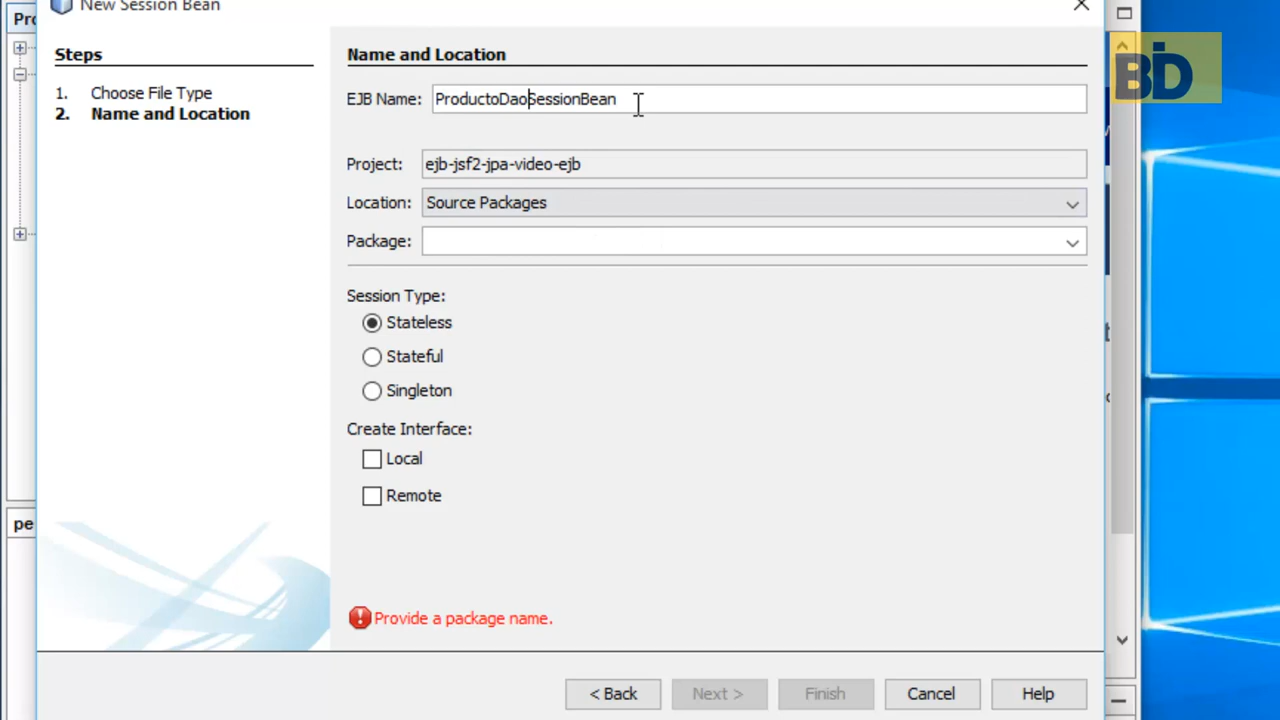 New Session Bean
Steps
1. Choose File Type
2. Name and Location
Name and Location
EJB Name: ProductoDaoSessionBean
Project: ejb-jsf2-jpa-video-ejb
Location: Source Packages
Package:
Session Type:
Stateless
Stateful
Singleton
Create Interface:
Local
Remote
Provide a package name.
< Back
Next >
Finish
Cancel
Help
Pro
pe
BD